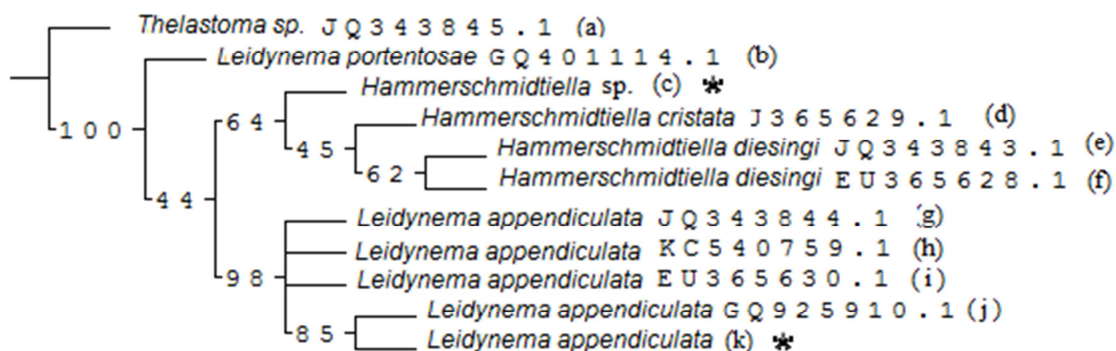 Thelastoma sp. JQ343845.1 (a)
Leidynema portentosae GQ401114.1 (b)
Hammerschmidtiella sp. (c) *
64
Hammerschmidtiella cristata J365629.1 (d)
100
45
Hammerschmidtiella diesingi JQ343843.1 (e)
62
Hammerschmidtiella diesingi EU365628.1 (f)
44
Leidynema appendiculata JQ343844.1 (g)
Leidynema appendiculata KC540759.1 (h)
98
Leidynema appendiculata EU365630.1 (i)
Leidynema appendiculata GQ925910.1 (j)
85
Leidynema appendiculata (k) *